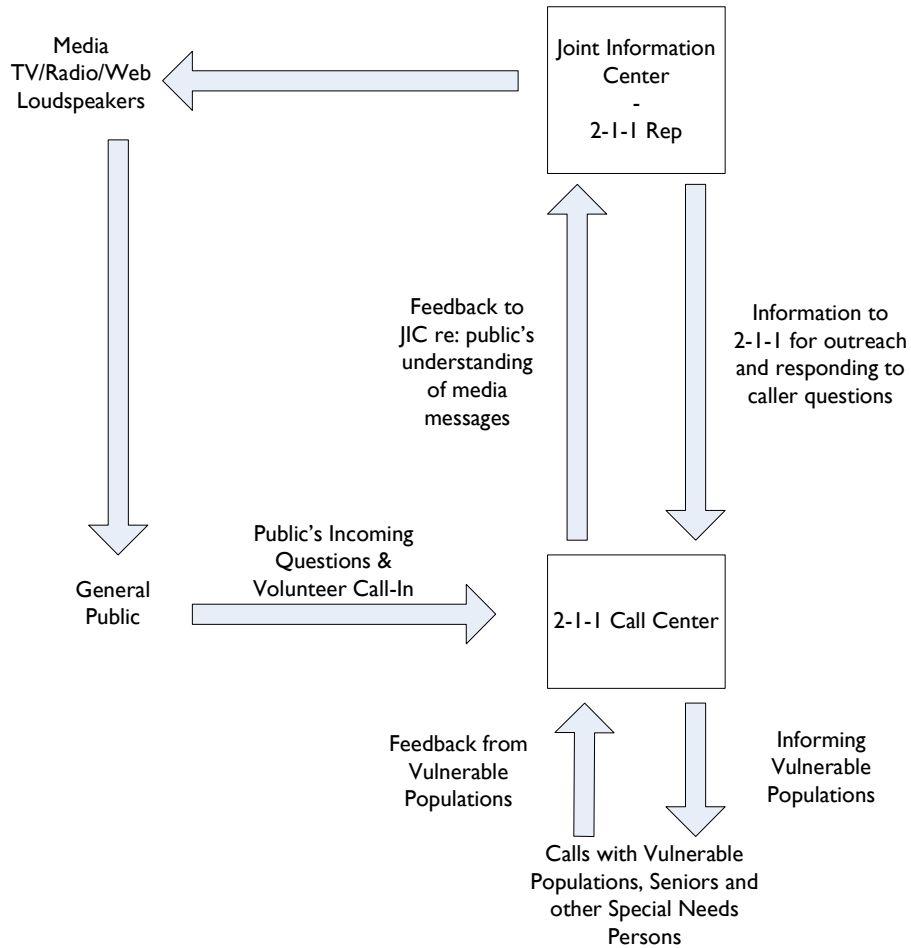 Media
TV/Radio/Web
Loudspeakers
Joint Information
Center
-
2-1-1 Rep
Feedback to
JIC re: public’s
understanding
of media
messages
Information to
2-1-1 for outreach
and responding to
caller questions
Public’s Incoming
Questions &
Volunteer Call-In
General
Public
2-1-1 Call Center
Feedback from
Vulnerable
Populations
Informing
Vulnerable
Populations
Calls with Vulnerable
Populations, Seniors and
other Special Needs
Persons